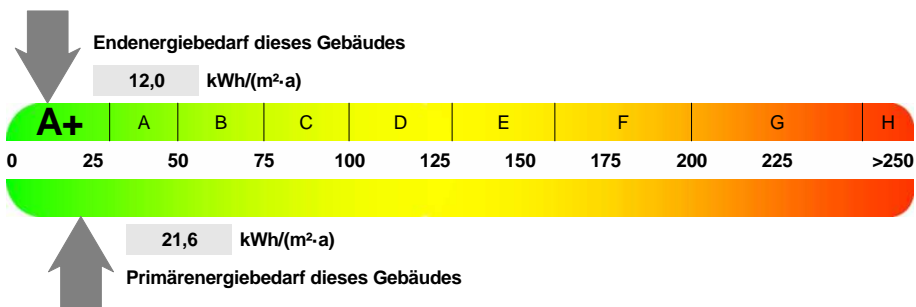 Endenergiebedarf dieses Gebäudes
12,0 kWh/(m²·a)
A+ A B C D E F G H
0 25 50 75 100 125 150 175 200 225 >250
21,6 kWh/(m²·a)
Primärenergiebedarf dieses Gebäudes